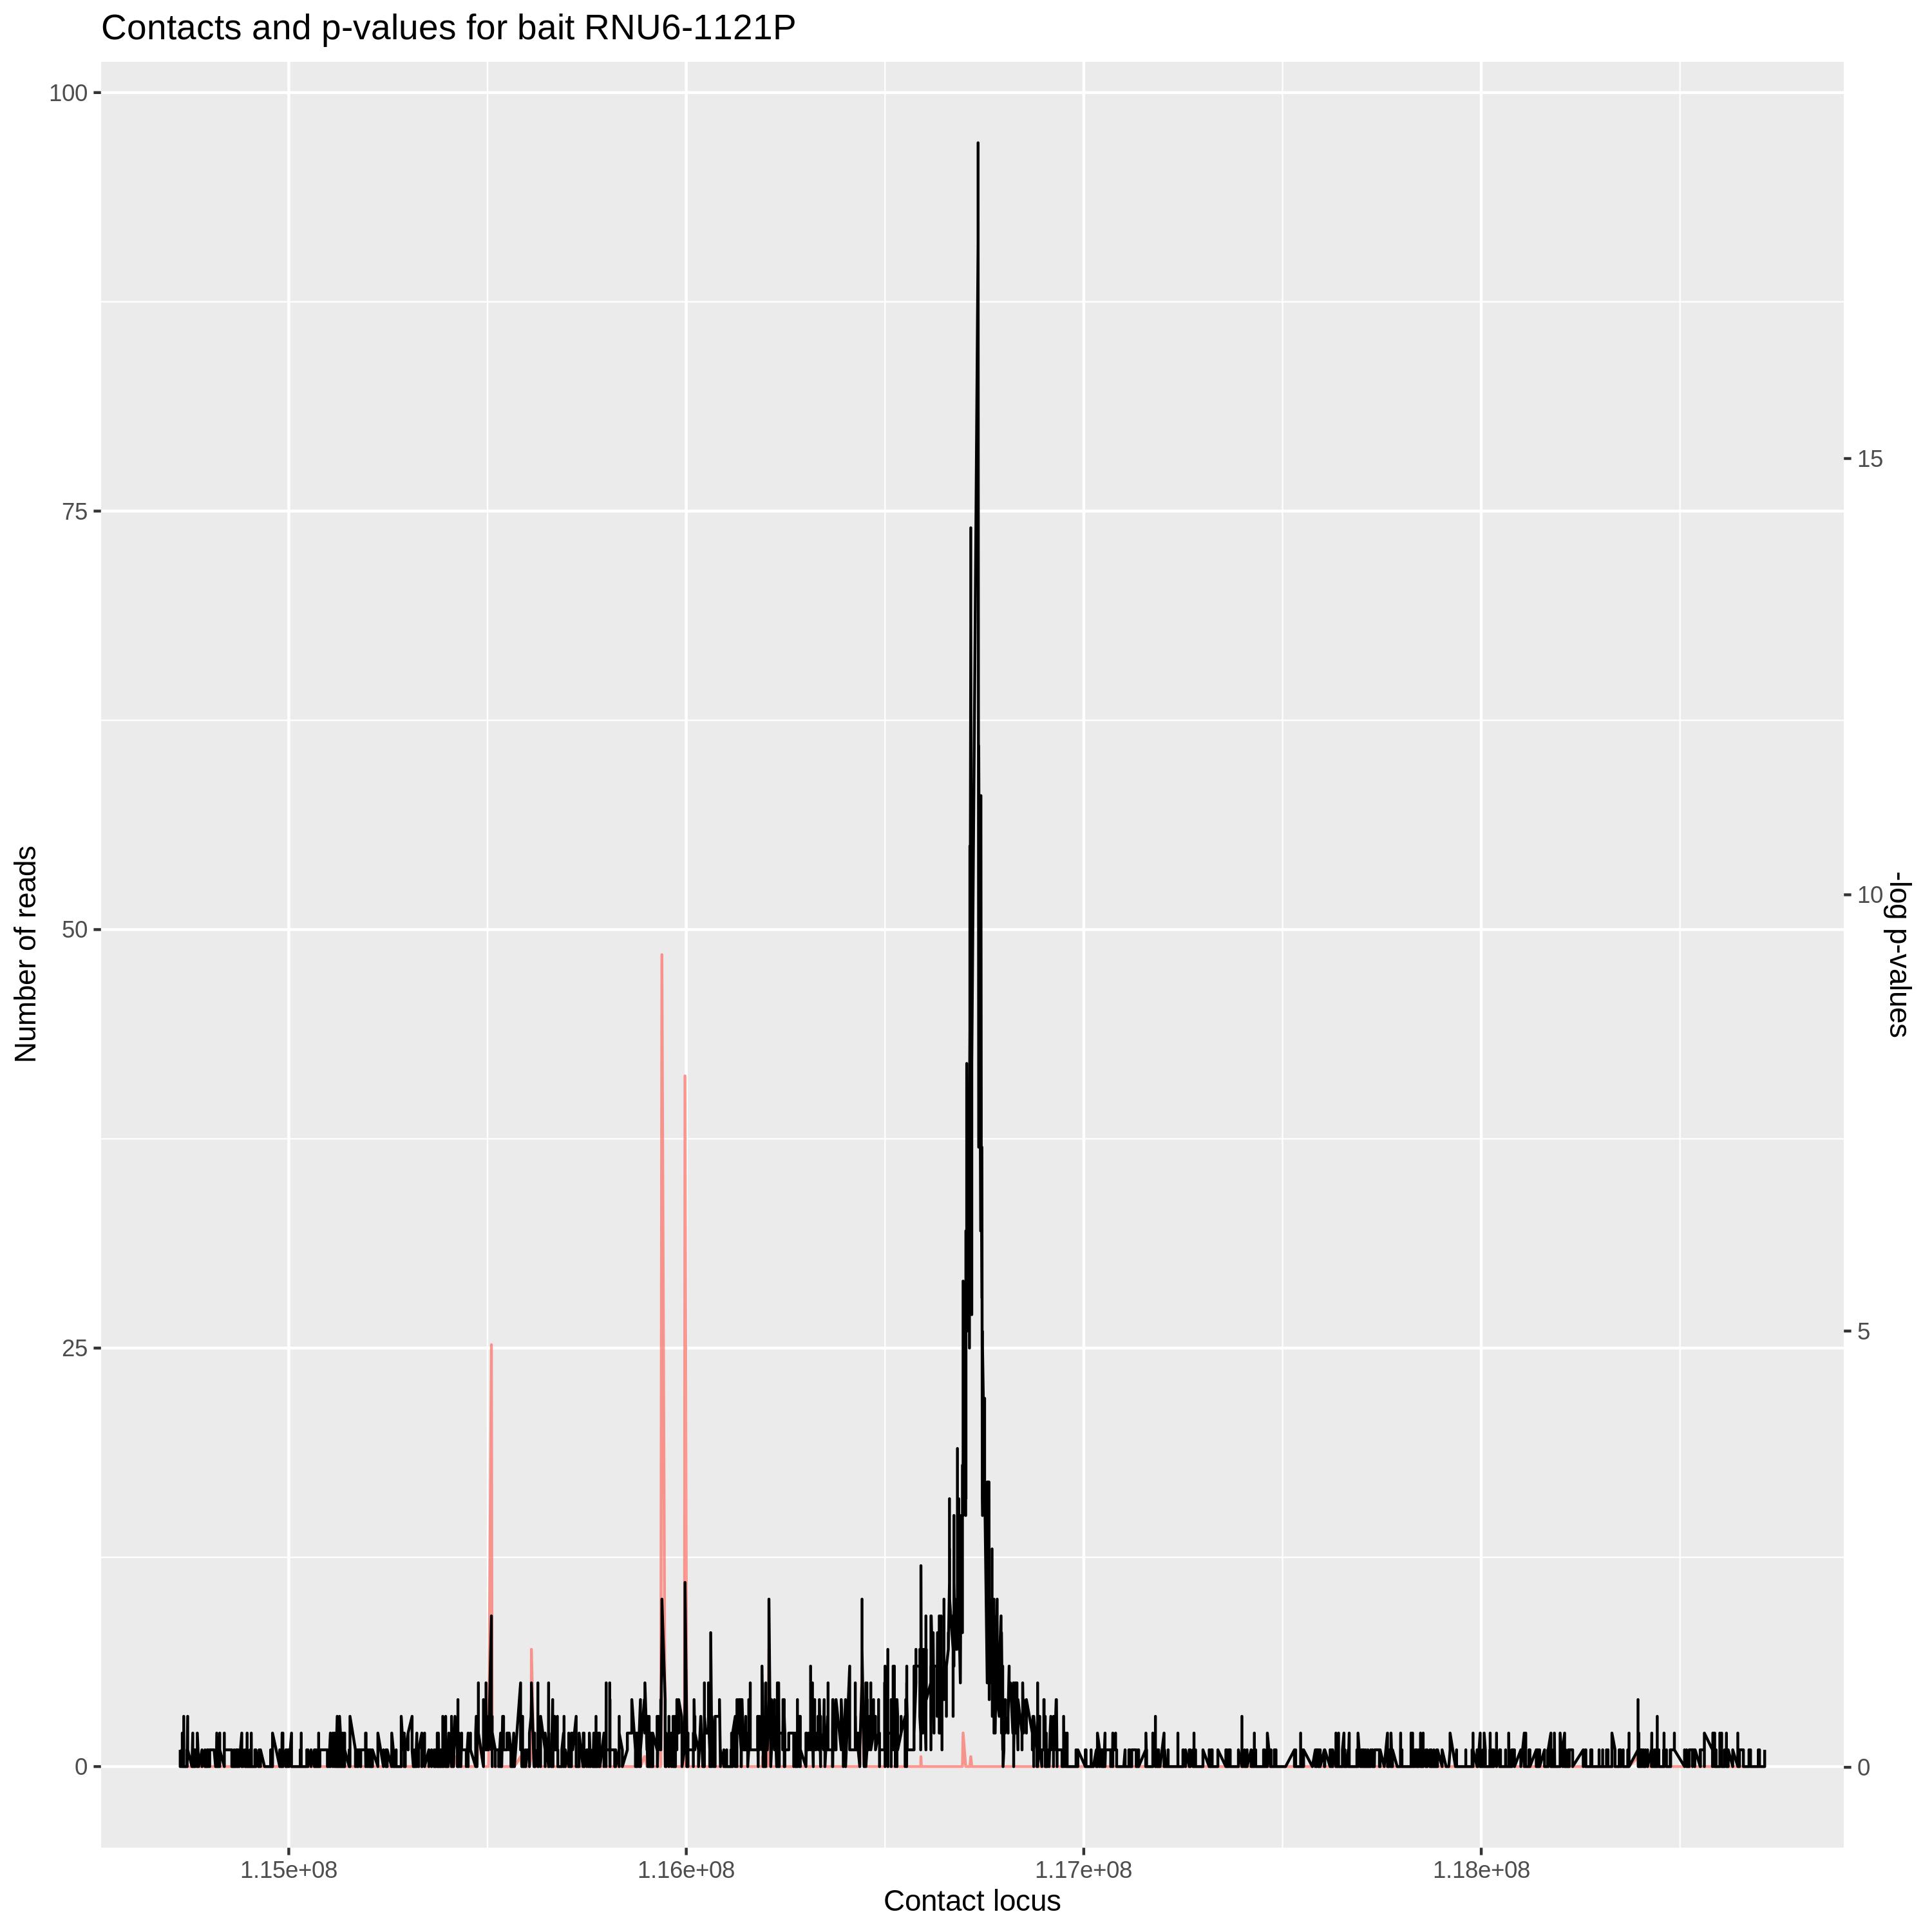 Contacts and p-values for bait RNU6-1121P
100
75
50
25
0
Number of reads
15
10
5
0
-log p-values
1.15e+08
1.16e+08
1.17e+08
1.18e+08
Contact locus